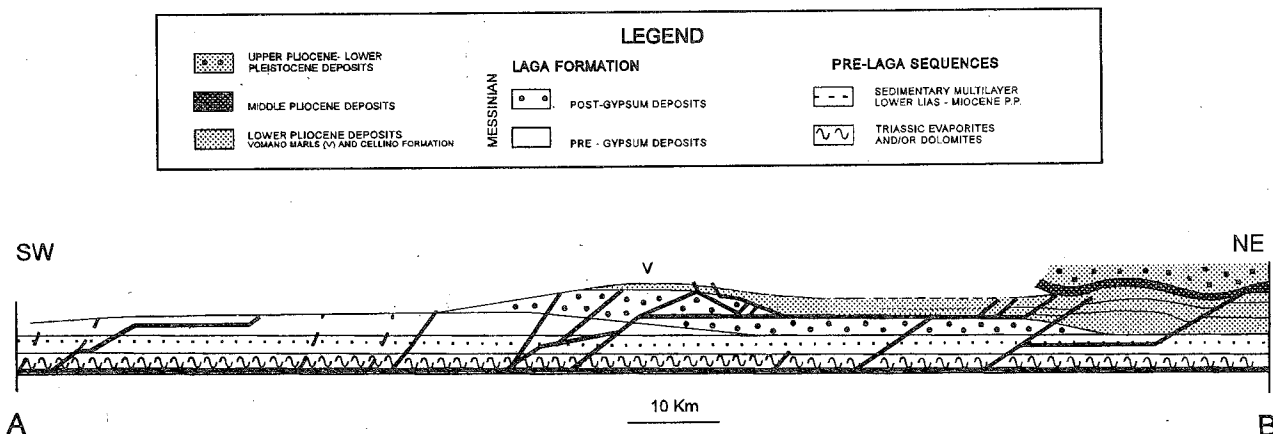 LEGEND
UPPER PLIOCENE- LOWER
PLEISTOCENE DEPOSITS
MIDDLE PLIOCENE DEPOSITS
LOWER PLIOCENE DEPOSITS
VOMANO MARLS (V) AND CELLINO FORMATION
MESSINIAN
LAGA FORMATION
POST-GYPSUM DEPOSITS
PRE - GYPSUM DEPOSITS
PRE-LAGA SEQUENCES
SEDIMENTARY MULTILAYER
LOWER LIAS - MIOCENE P.P.
TRIASSIC EVAPORITES
AND/OR DOLOMITES
SW
NE
V
10 Km
A
B